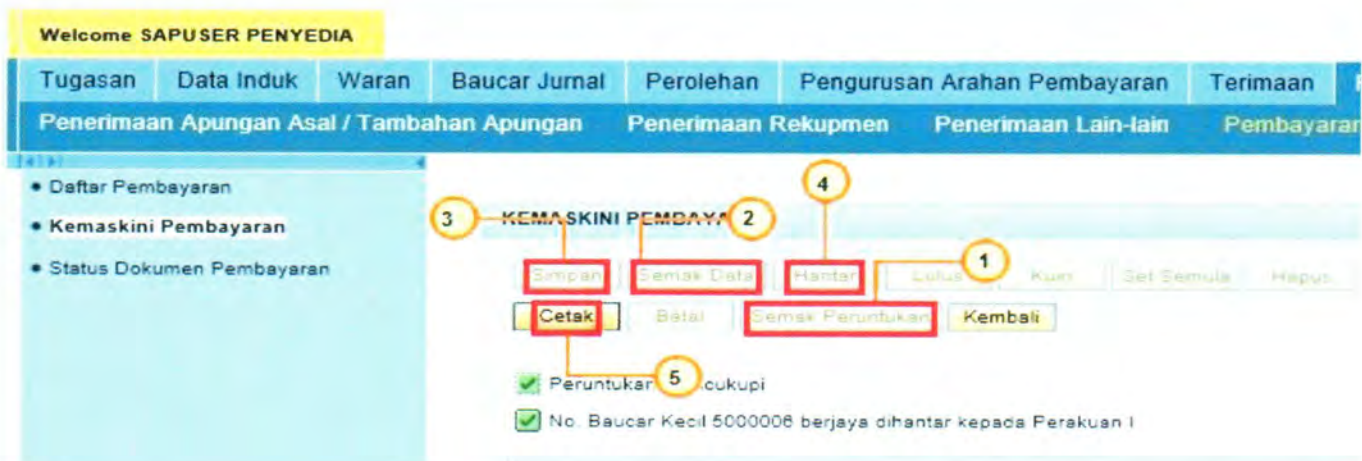 Welcome SAPUSER PENYEDIA
Tugasan Data Induk Waran Baucar Jurnal Perolehan Pengurusan Arahan Pembayaran Terimaan
Penerimaan Apungan Asal / Tambahan Apungan Penerimaan Rekupmen Penerimaan Lain-lain Pembayaran
• Daftar Pembayaran
• Kemaskini Pembayaran
• Status Dokumen Pembayaran
4
3 KEMASKINI 2
1
Simpan Semak Data Hantar Lulus Kuiri Set Semula Hapus
Cetak Batal Semak Peruntukan Kembali
5
No. Baucar Kecil 5000006 berjaya dihantar kepada Perakuan I